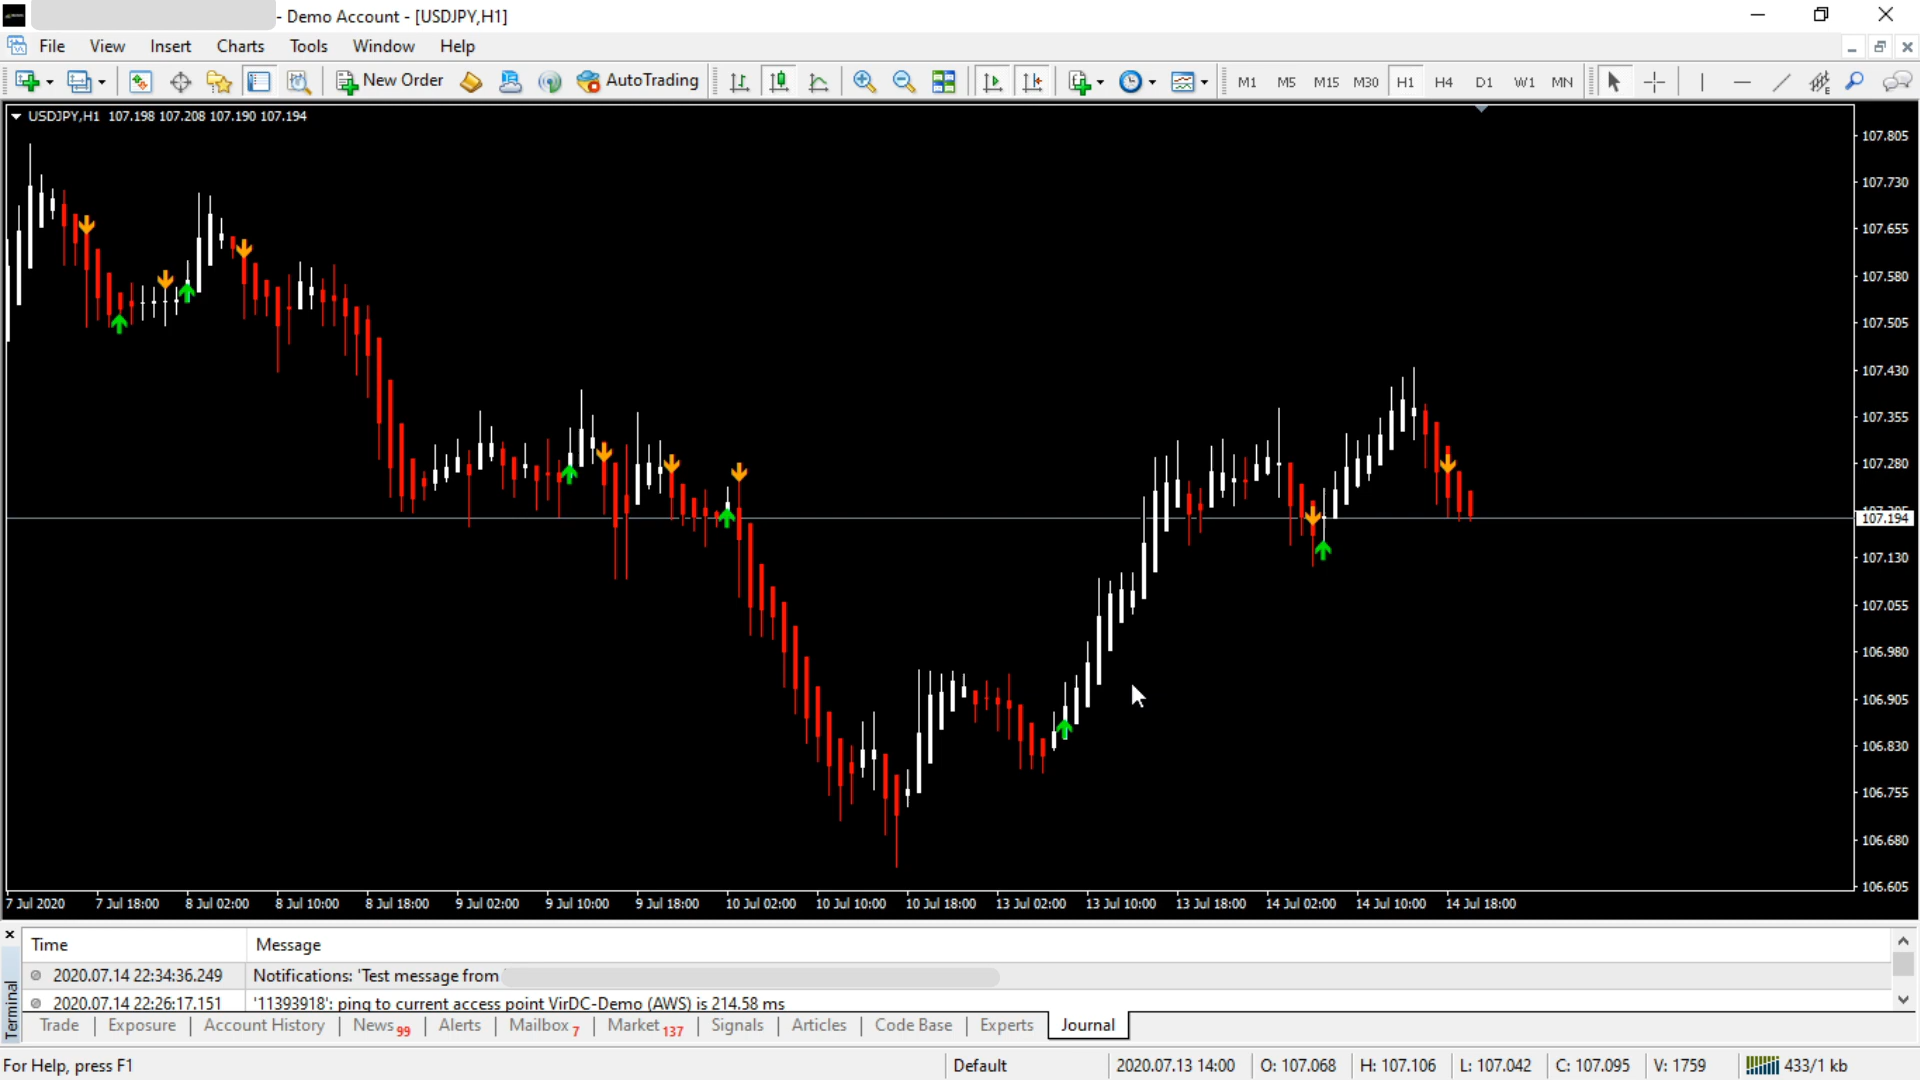 - Demo Account - [USDJPY,H1]
File View Insert Charts Tools Window Help
New Order AutoTrading M1 M5 M15 M30 H1 H4 D1 W1 MN
USDJPY,H1 107.198 107.208 107.190 107.194
107.805
107.730
107.655
107.580
107.505
107.430
107.355
107.280
107.194
107.130
107.055
106.980
106.905
106.830
106.755
106.680
106.605
7 Jul 2020 7 Jul 18:00 8 Jul 02:00 8 Jul 10:00 8 Jul 18:00 9 Jul 02:00 9 Jul 10:00 9 Jul 18:00 10 Jul 02:00 10 Jul 10:00 10 Jul 18:00 13 Jul 02:00 13 Jul 10:00 13 Jul 18:00 14 Jul 02:00 14 Jul 10:00 14 Jul 18:00
Time Message
2020.07.14 22:34:36.249 Notifications: 'Test message from
2020.07.14 22:26:17.151 '11393918': ping to current access point VirDC-Demo (AWS) is 214.58 ms
Terminal
Trade Exposure Account History News 99 Alerts Mailbox 7 Market 137 Signals Articles Code Base Experts Journal
For Help, press F1 Default 2020.07.13 14:00 O: 107.068 H: 107.106 L: 107.042 C: 107.095 V: 1759 433/1 kb